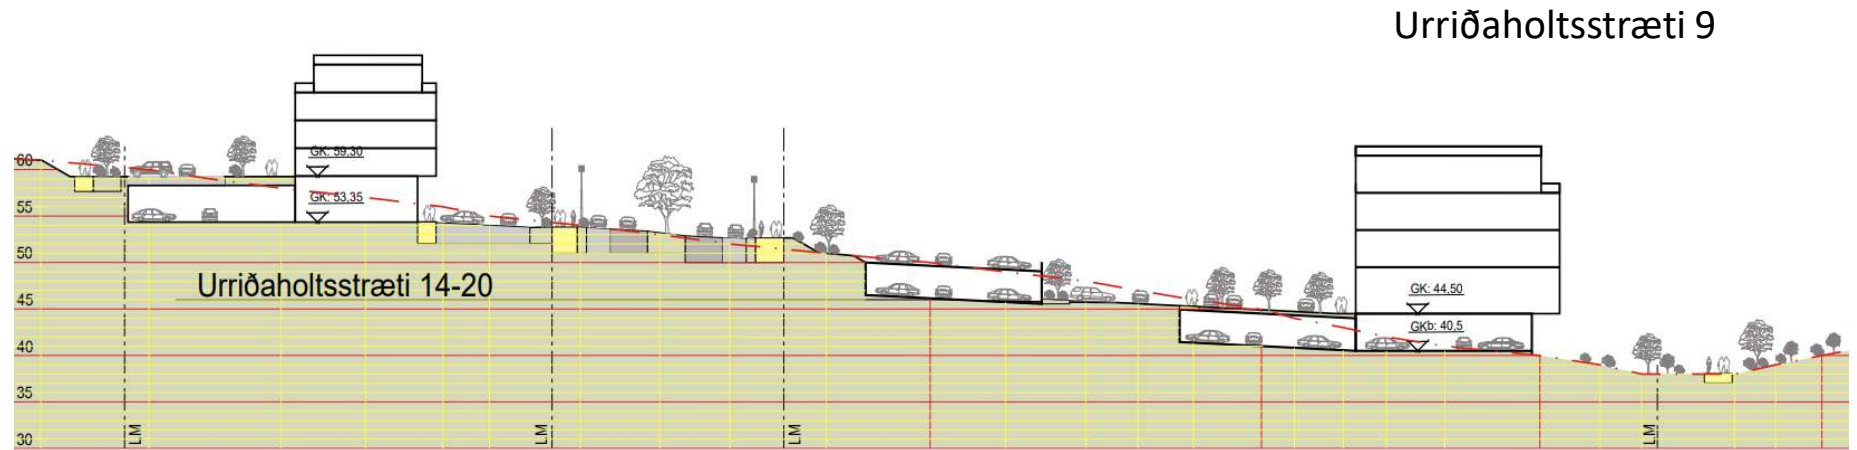 Urriðaholtsstræti 9
60
GK: 59,30
GK: 53,35
55
50
Urriðaholtsstræti 14-20
45
GK: 44,50
GKb: 40,5
40
35
30
LM
LM
LM
LM